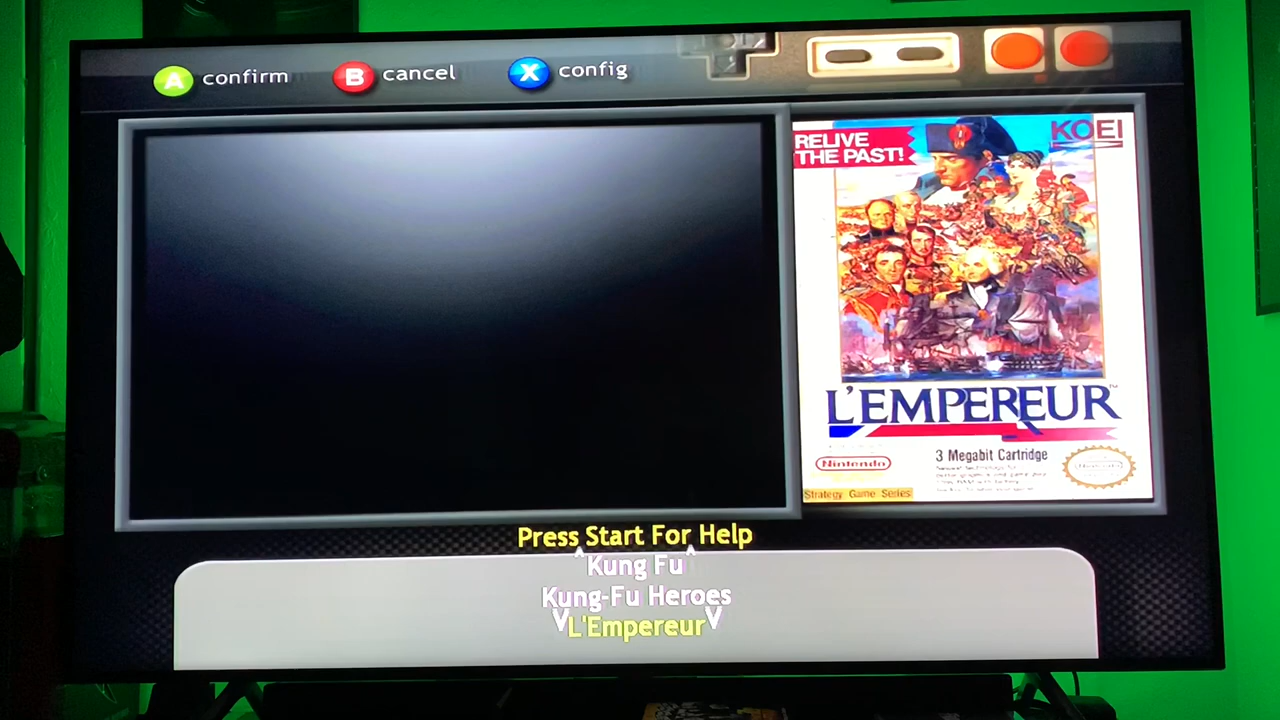 A confirm
B cancel
X config
RELIVE
THE PAST!
KOEI
L'EMPEREUR™
Nintendo
3 Megabit Cartridge
Strategy Game Series
Press Start For Help
Kung Fu
Kung-Fu Heroes
L'Empereur